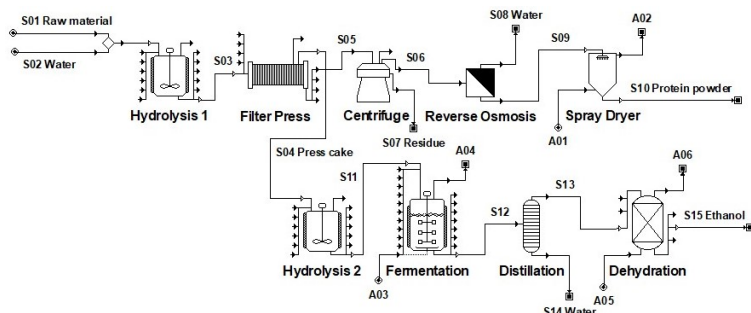 S01 Raw material
S02 Water
S03
S05
S06
S08 Water
S09
A02
S10 Protein powder
Hydrolysis 1
Filter Press
Centrifuge
Reverse Osmosis
Spray Dryer
S07 Residue
A01
S04 Press cake
S11
A04
S12
S13
A06
S15 Ethanol
Hydrolysis 2
Fermentation
Distillation
Dehydration
A03
A05
S14 Water